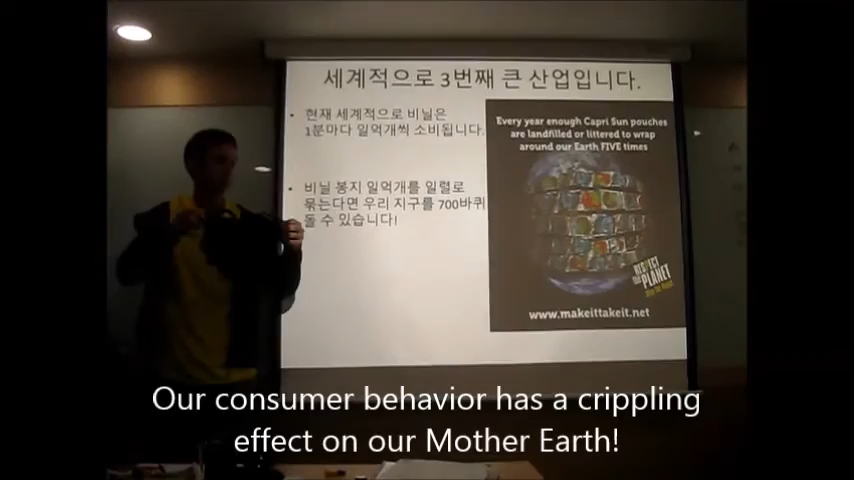 세계적으로 3번째 큰 산업입니다.
• 현재 세계적으로 비닐은
1분마다 일억개씩 소비됩니다.
• 비닐 봉지 일억개를 일렬로
묶는다면 우리 지구를 700바퀴
돌 수 있습니다!
Every year enough Capri Sun pouches
are landfilled or littered to wrap
around our Earth FIVE times
RESPECT
the PLANET
www.makeittakeit.net
Our consumer behavior has a crippling
effect on our Mother Earth!